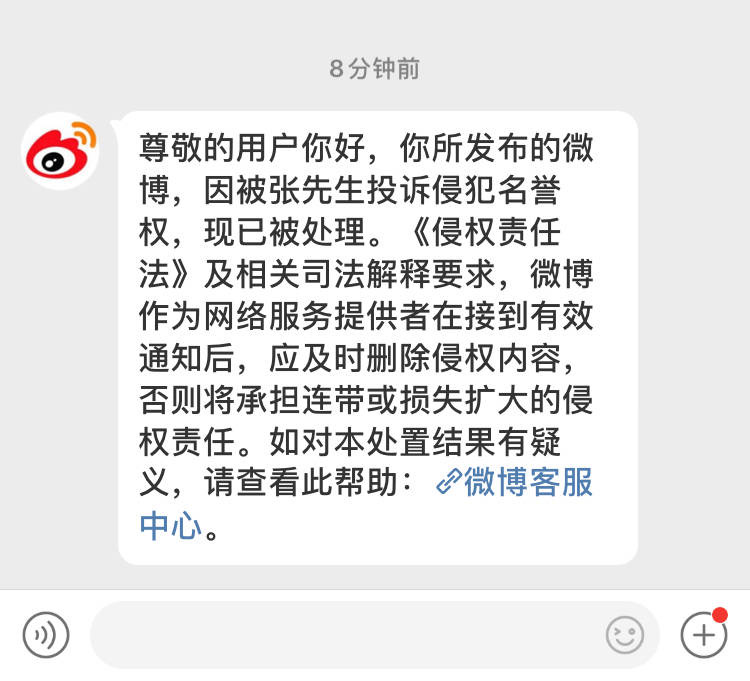 8分钟前
尊敬的用户你好，你所发布的微
博，因被张先生投诉侵犯名誉
权，现已被处理。《侵权责任
法》及相关司法解释要求，微博
作为网络服务提供者在接到有效
通知后，应及时删除侵权内容，
否则将承担连带或损失扩大的侵
权责任。如对本处置结果有疑
义，请查看此帮助：微博客服
中心。